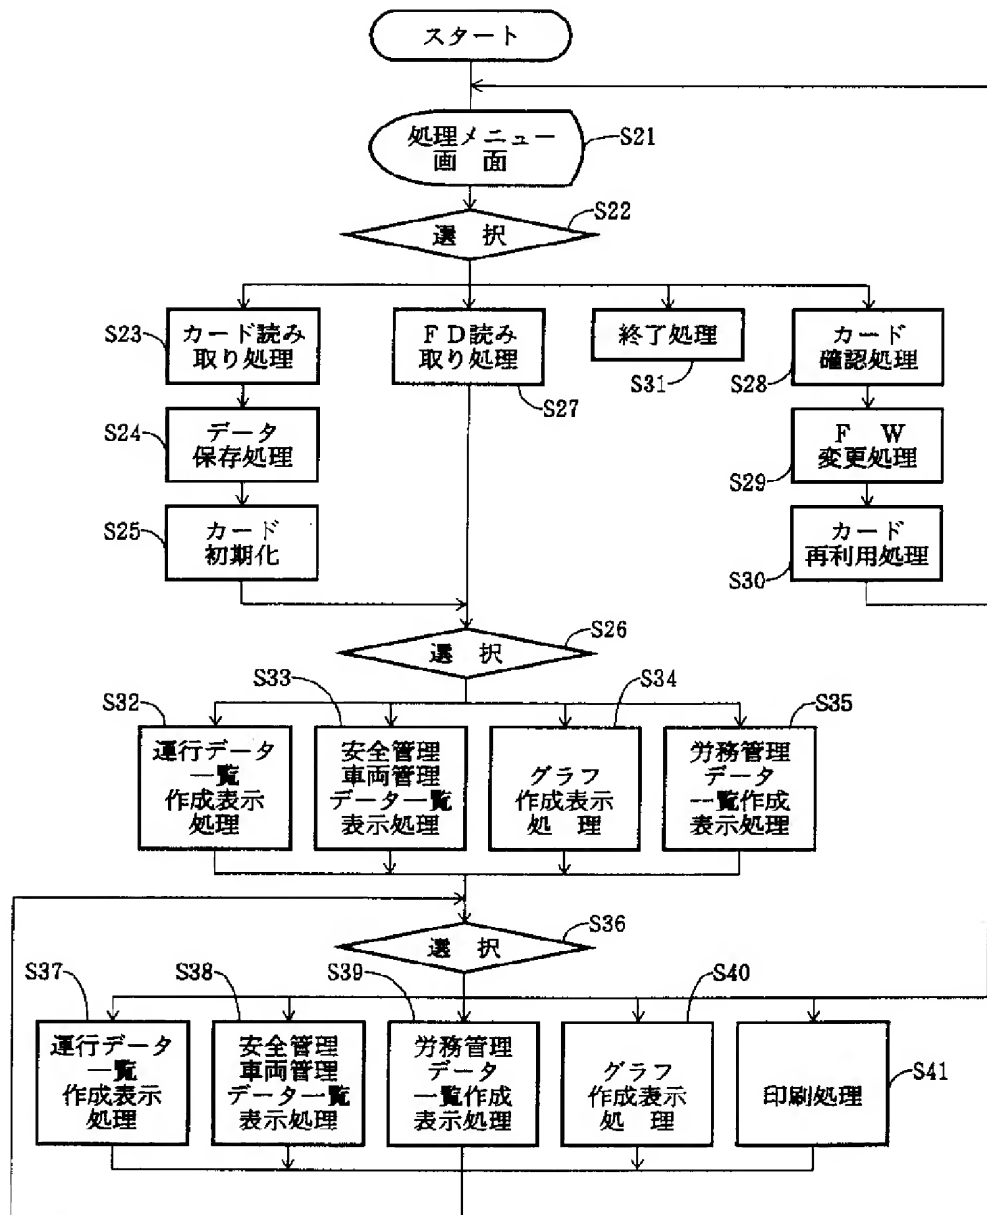 スタート
処理メニュー
画 面
S21
S22
選 択
S23
カード読み
取り処理
FD読み
取り処理
S27
終了処理
S31
カード
確認処理
S28
S24
データ
保存処理
F W
変更処理
S29
S25
カード
初期化
カード
再利用処理
S30
S26
選 択
S32
運行データ
一覧
作成表示
処理
S33
安全管理
車両管理
データ一覧
表示処理
S34
グラフ
作成表示
処 理
S35
労務管理
データ
一覧作成
表示処理
S36
選 択
S37
運行データ
一覧
作成表示
処理
S38
安全管理
車両管理
データ一覧
表示処理
S39
労務管理
データ
一覧作成
表示処理
S40
グラフ
作成表示
処 理
印刷処理
S41